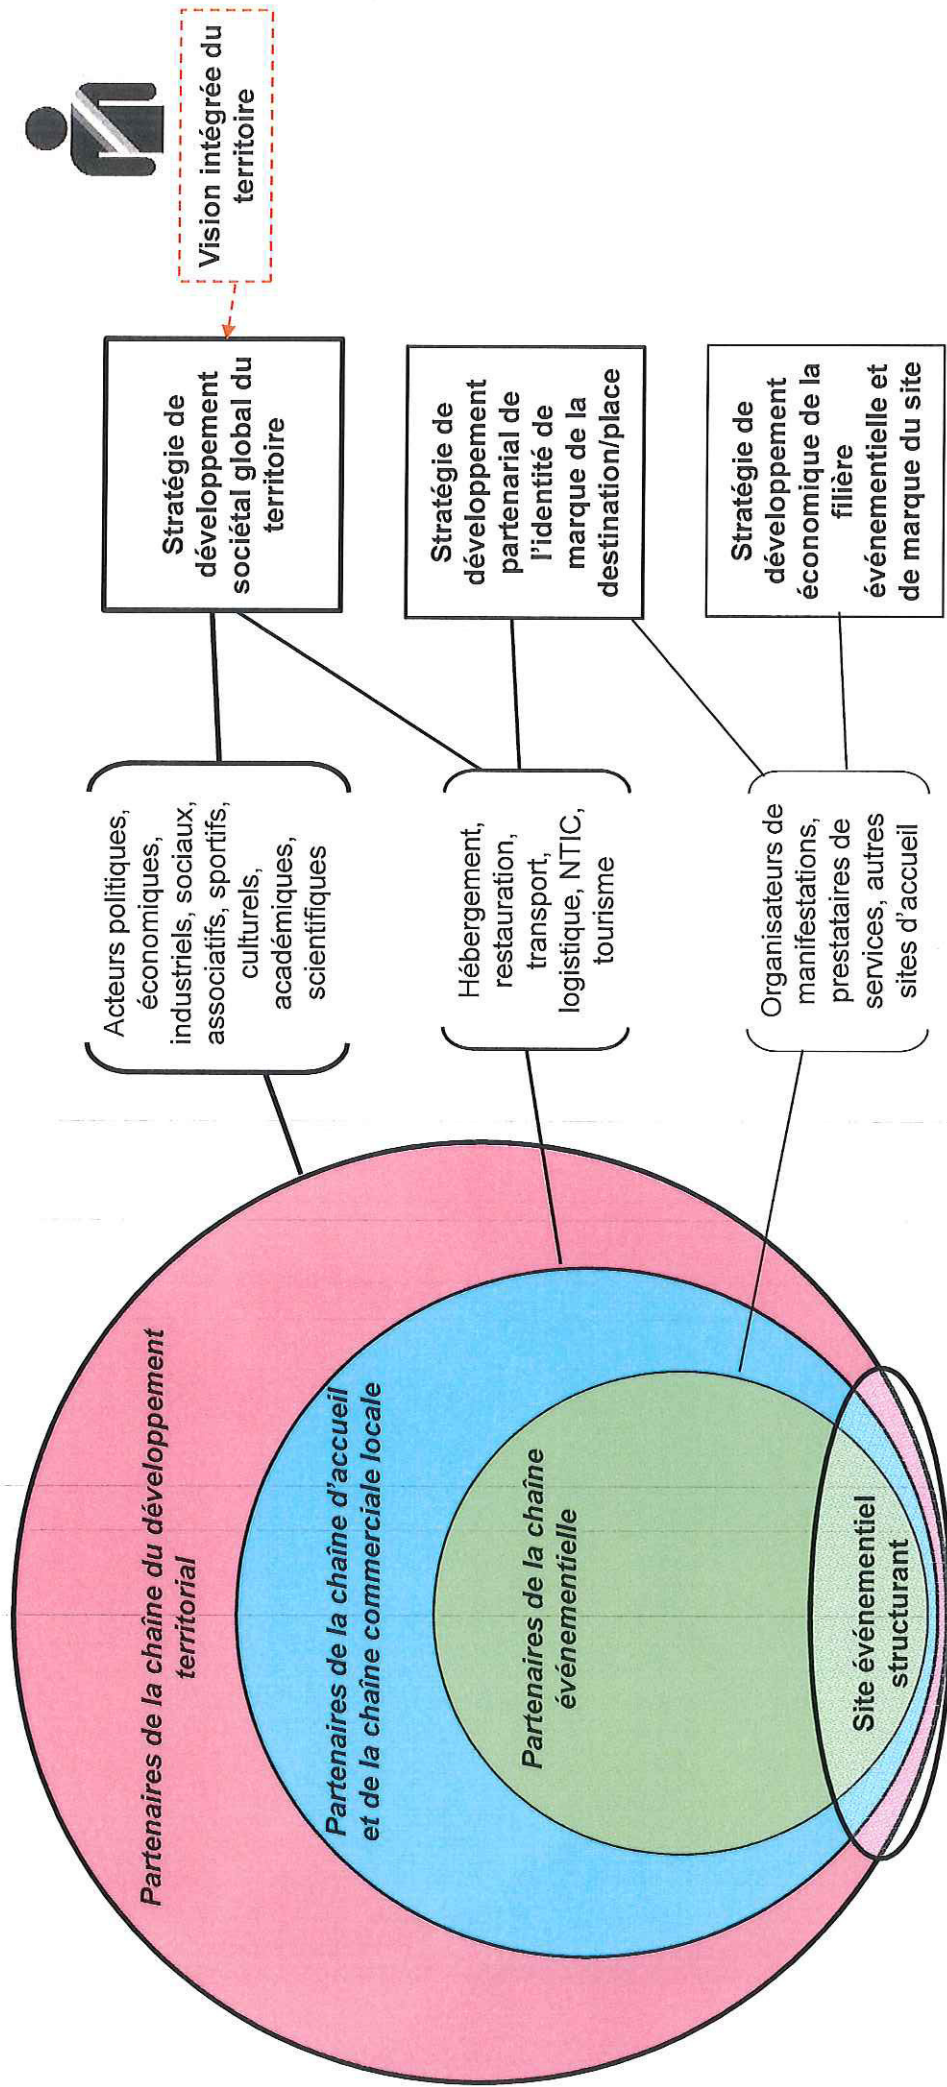 Partenaires de la chaîne du développement
territorial
Partenaires de la chaîne d'accueil
et de la chaîne commerciale locale
Partenaires de la chaîne
événementielle
Site événementiel
structurant
Acteurs politiques,
économiques,
industriels, sociaux,
associatifs, sportifs,
culturels,
académiques,
scientifiques
Hébergement,
restauration,
transport,
logistique, NTIC,
tourisme
Organisateurs de
manifestations,
prestataires de
services, autres
sites d'accueil
Stratégie de
développement
sociétal global du
territoire
Stratégie de
développement
partenarial de
l'identité de
marque de la
destination/place
Stratégie de
développement
économique de la
filière
événementielle et
de marque du site
Vision intégrée du
territoire